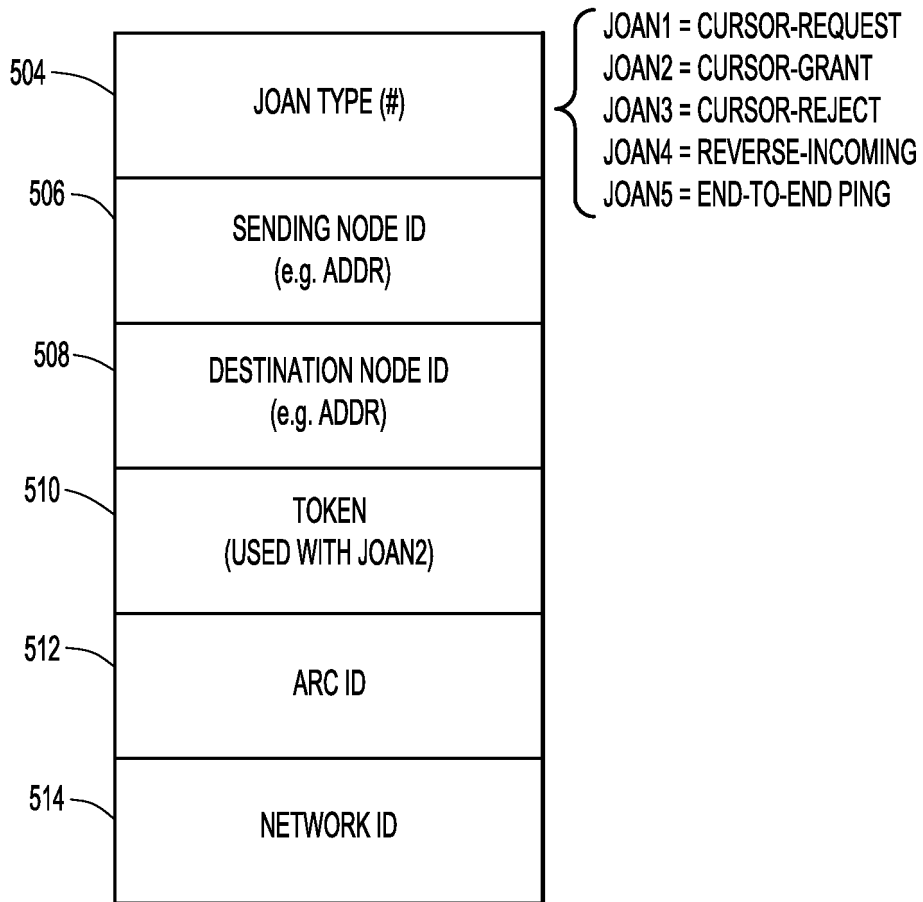 504
JOAN TYPE (#)
JOAN1 = CURSOR-REQUEST
JOAN2 = CURSOR-GRANT
JOAN3 = CURSOR-REJECT
JOAN4 = REVERSE-INCOMING
JOAN5 = END-TO-END PING
506
SENDING NODE ID
(e.g. ADDR)
508
DESTINATION NODE ID
(e.g. ADDR)
510
TOKEN
(USED WITH JOAN2)
512
ARC ID
514
NETWORK ID